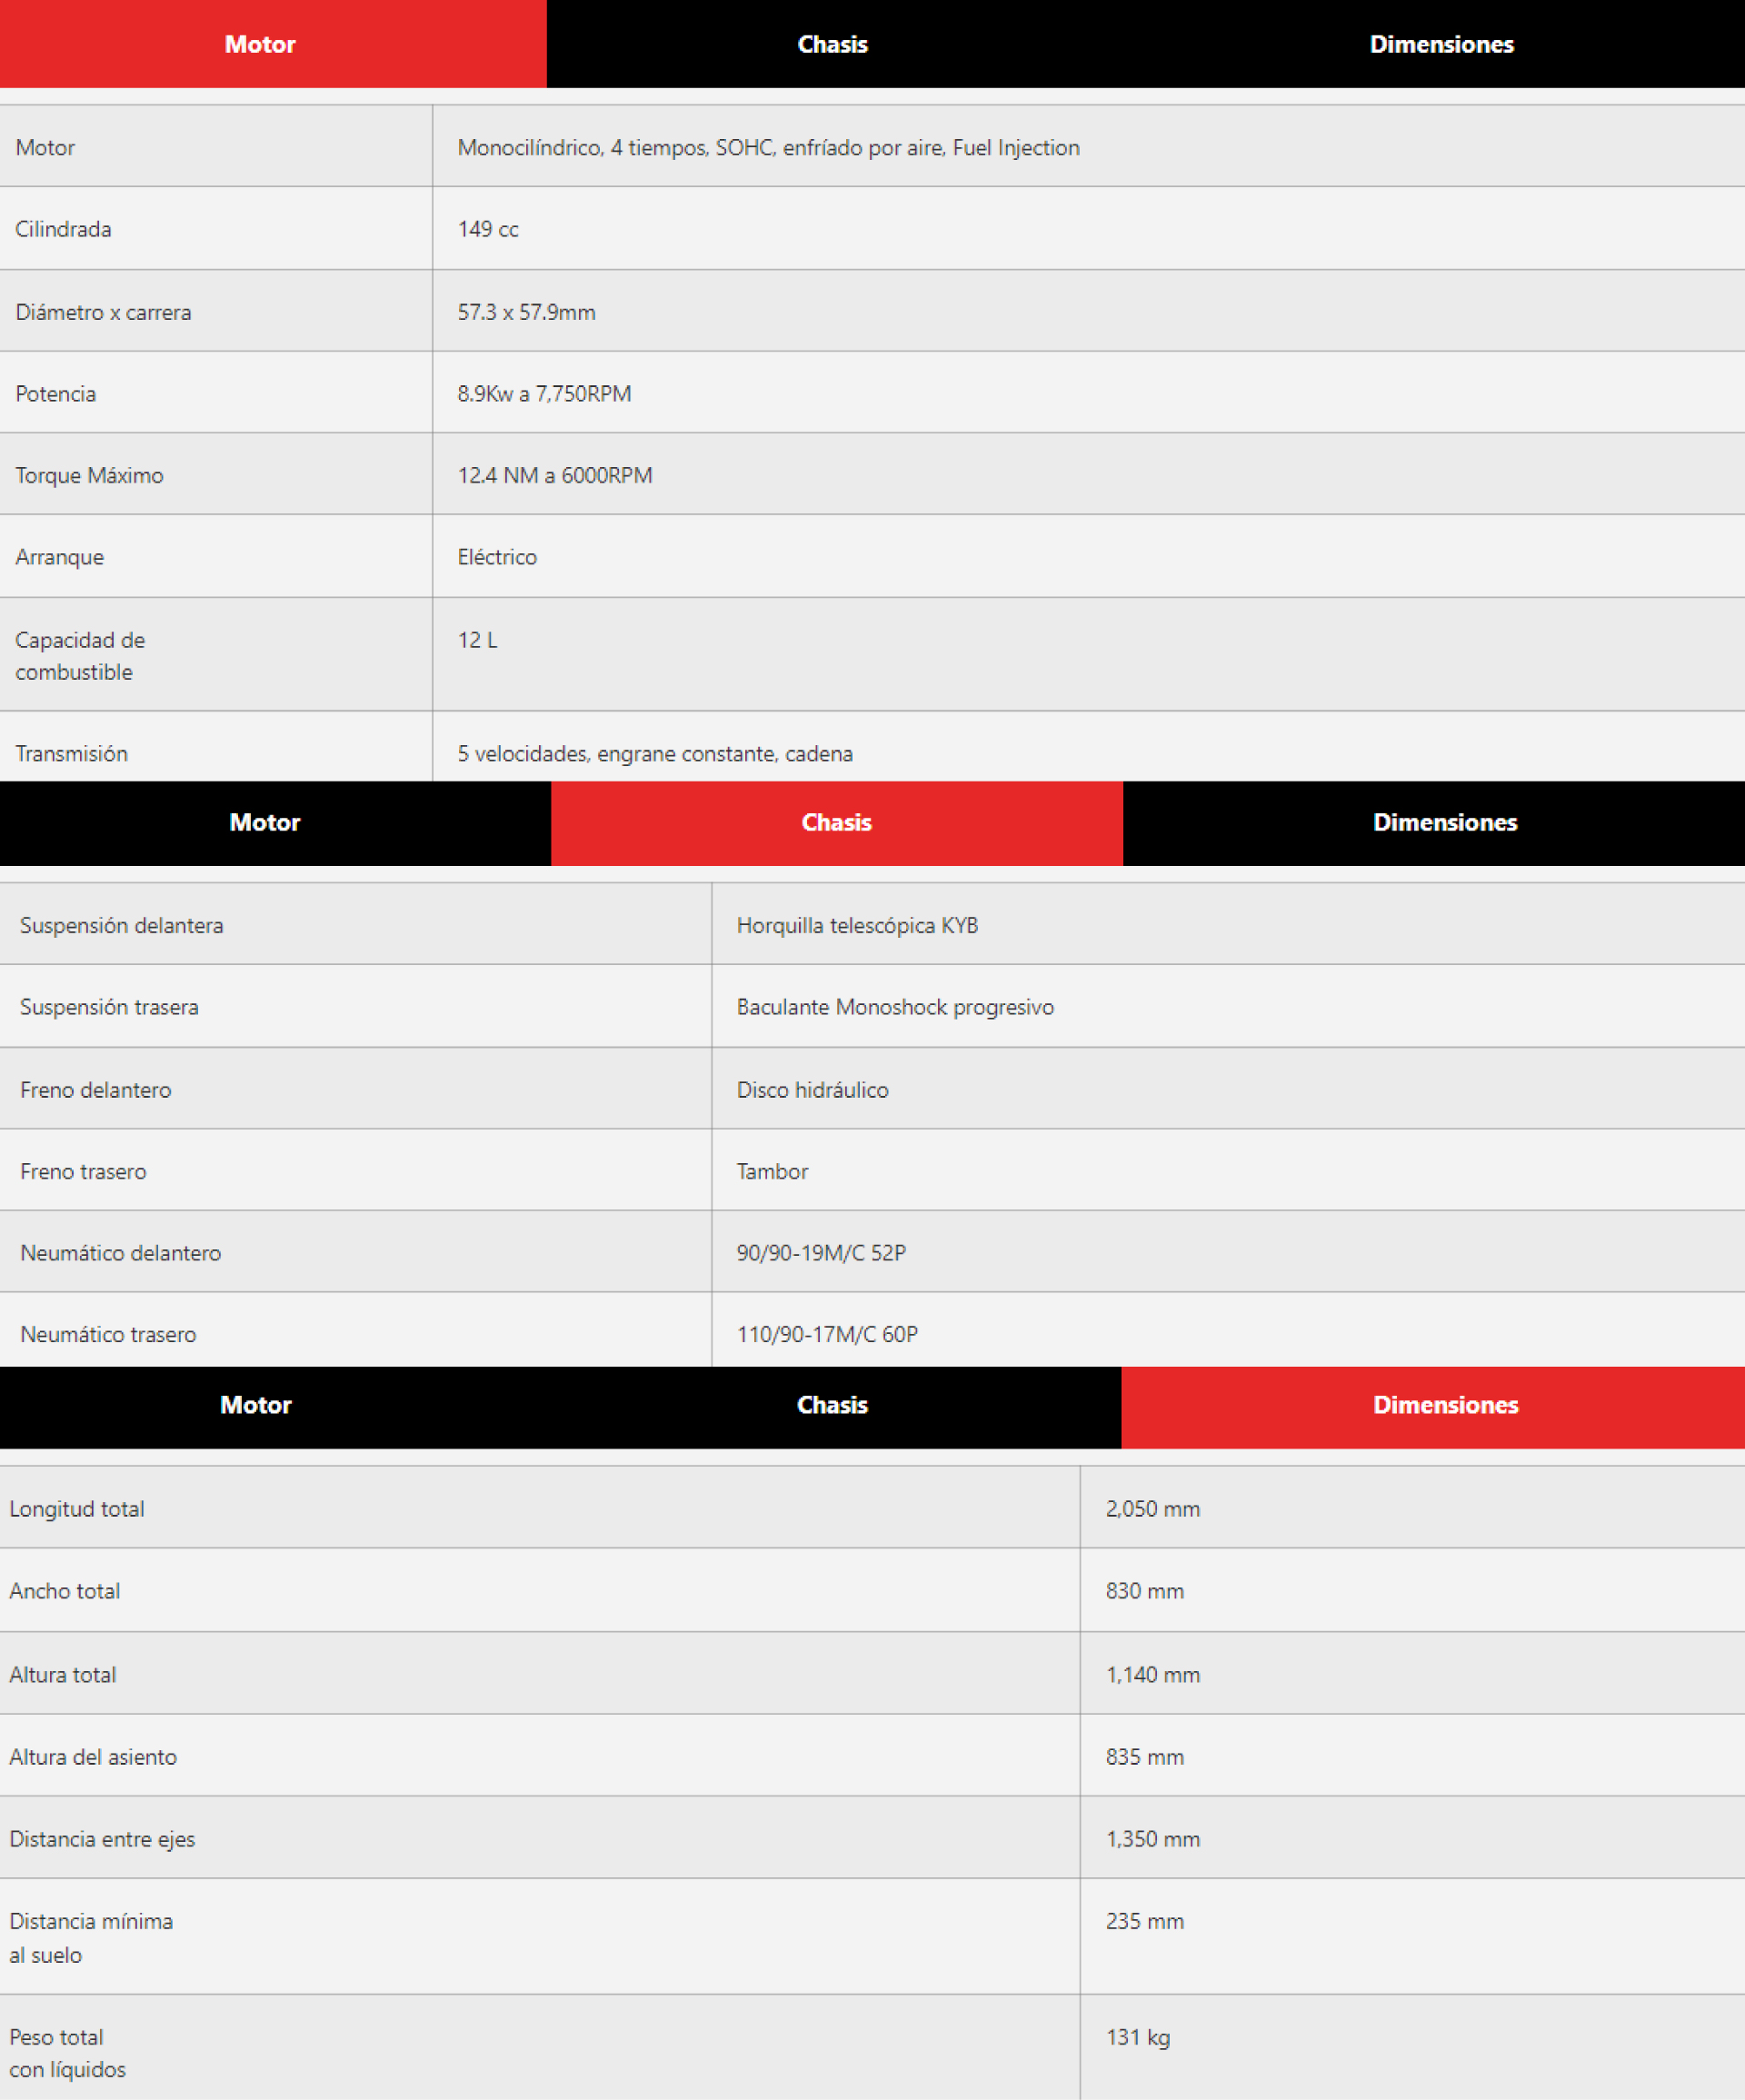 Motor Chasis Dimensiones
Motor Monocilíndrico, 4 tiempos, SOHC, enfríado por aire, Fuel Injection
Cilindrada 149 cc
Diámetro x carrera 57.3 x 57.9mm
Potencia 8.9Kw a 7,750RPM
Torque Máximo 12.4 NM a 6000RPM
Arranque Eléctrico
Capacidad de 12 L
combustible
Transmisión 5 velocidades, engrane constante, cadena
Motor Chasis Dimensiones
Suspensión delantera Horquilla telescópica KYB
Suspensión trasera Baculante Monoshock progresivo
Freno delantero Disco hidráulico
Freno trasero Tambor
Neumático delantero 90/90-19M/C 52P
Neumático trasero 110/90-17M/C 60P
Motor Chasis Dimensiones
Longitud total 2,050 mm
Ancho total 830 mm
Altura total 1,140 mm
Altura del asiento 835 mm
Distancia entre ejes 1,350 mm
Distancia mínima 235 mm
al suelo
Peso total 131 kg
con líquidos